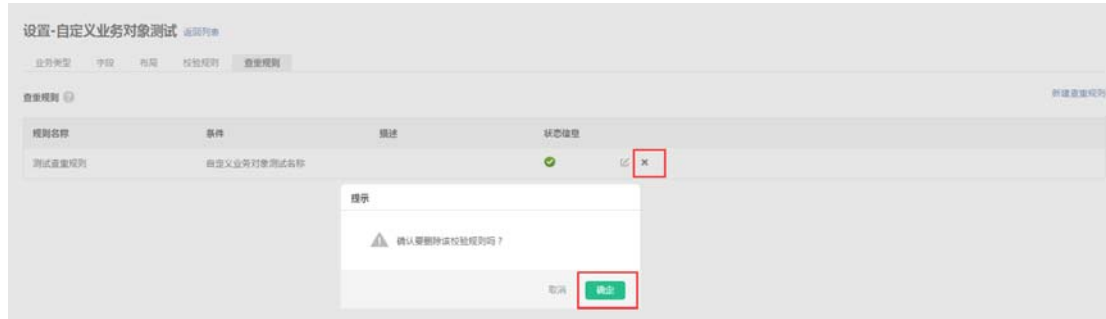 设置-自定义业务对象测试 返回列表
业务类型 字段 布局 校验规则 查重规则
查重规则
新建查重规则
规则名称 条件 描述 状态信息
测试查重规则 自定义业务对象测试名称
提示
确认要删除该校验规则吗？
取消 确定